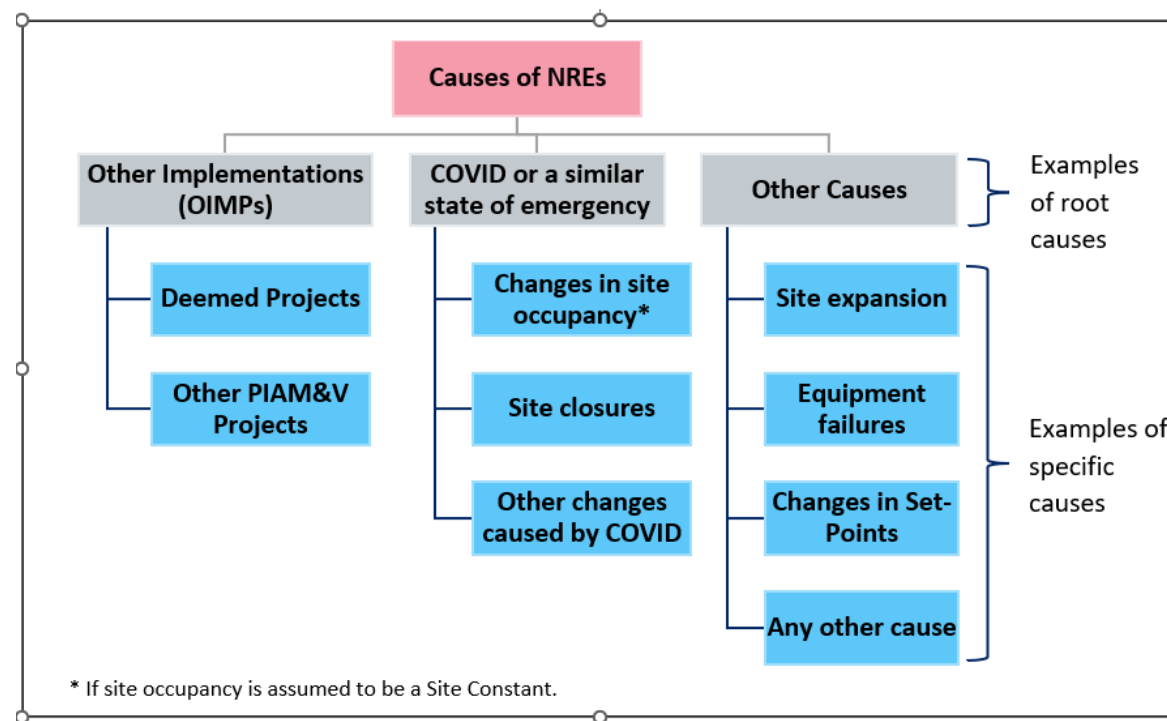 Causes of NREs
Other Implementations
(OIMPs)
COVID or a similar
state of emergency
Other Causes
Examples
of root
causes
Deemed Projects
Other PIAM&V
Projects
Changes in site
occupancy*
Site closures
Other changes
caused by COVID
Site expansion
Equipment
failures
Changes in Set-
Points
Any other cause
Examples of
specific
causes
* If site occupancy is assumed to be a Site Constant.